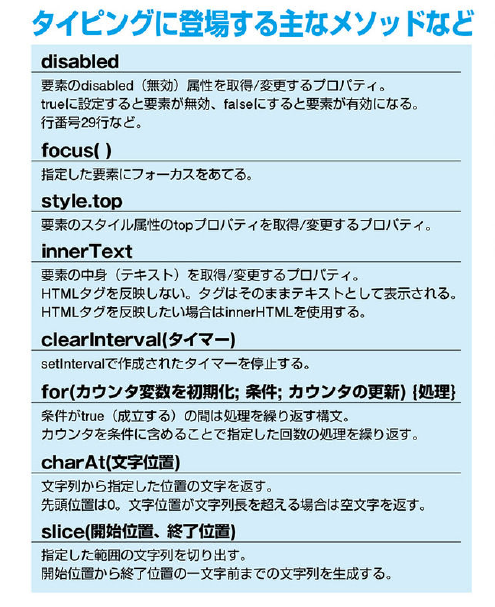 タイピングに登場する主なメソッドなど
disabled
要素のdisabled（無効）属性を取得/変更するプロパティ。
trueに設定すると要素が無効、falseにすると要素が有効になる。
行番号29行など。
focus( )
指定した要素にフォーカスをあてる。
style.top
要素のスタイル属性のtopプロパティを取得/変更するプロパティ。
innerText
要素の中身（テキスト）を取得/変更するプロパティ。
HTMLタグを反映しない。タグはそのままテキストとして表示される。
HTMLタグを反映したい場合はinnerHTMLを使用する。
clearInterval(タイマー)
setIntervalで作成されたタイマーを停止する。
for(カウンタ変数を初期化; 条件; カウンタの更新) {処理}
条件がtrue（成立する）の間は処理を繰り返す構文。
カウンタを条件に含めることで指定した回数の処理を繰り返す。
charAt(文字位置)
文字列から指定した位置の文字を返す。
先頭位置は0。文字位置が文字列長を超える場合は空文字を返す。
slice(開始位置、終了位置)
指定した範囲の文字列を切り出す。
開始位置から終了位置の一文字前までの文字列を生成する。